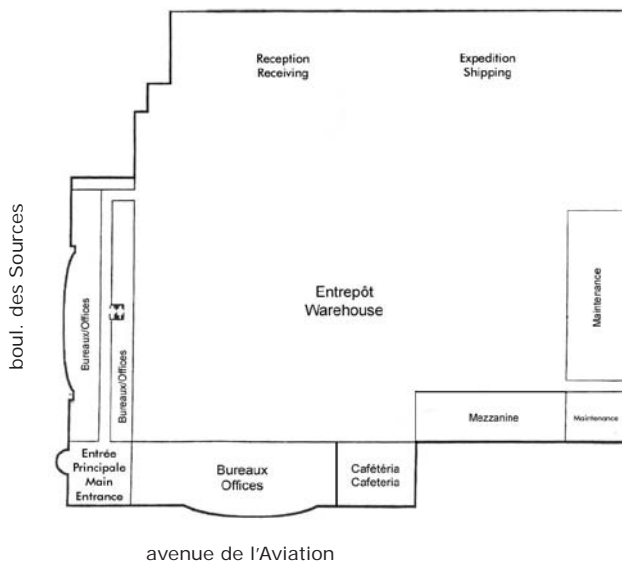 Reception
Receiving
Expedition
Shipping
boul. des Sources
Bureaux/Offices
Bureaux/Offices
Entrepôt
Warehouse
Maintenance
Mezzanine
Maintenance
Entrée
Principale
Main
Entrance
Bureaux
Offices
Cafétéria
Cafeteria
avenue de l'Aviation